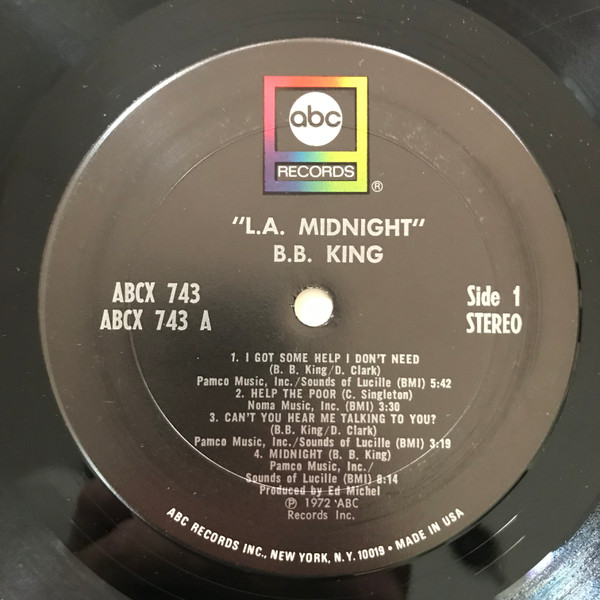 abc
RECORDS
®
"L.A. MIDNIGHT"
B.B. KING
ABCX 743
ABCX 743 A
Side 1
STEREO
1. I GOT SOME HELP I DON'T NEED
(B. B. King/D. Clark)
Pamco Music, Inc./Sounds of Lucille (BMI) 5:42
2. HELP THE POOR (C. Singleton)
Noma Music, Inc. (BMI) 3:30
3. CAN'T YOU HEAR ME TALKING TO YOU?
(B.B. King/D. Clark)
Pamco Music, Inc./Sounds of Lucille (BMI) 3:19
4. MIDNIGHT (B. B. King)
Pamco Music, Inc./
Sounds of Lucille (BMI) 8:14
Produced by Ed Michel
℗ 1972 ABC
Records Inc.
ABC RECORDS INC., NEW YORK, N.Y. 10019 • MADE IN USA